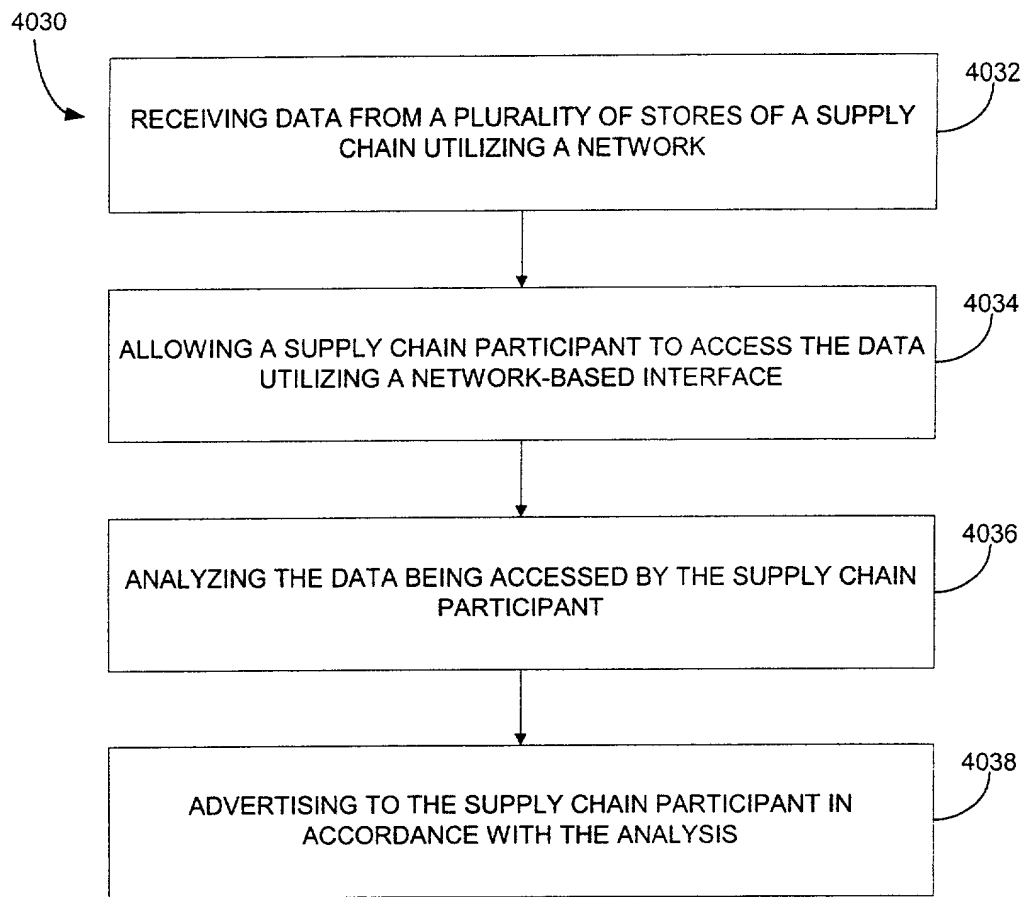 4030
4032
RECEIVING DATA FROM A PLURALITY OF STORES OF A SUPPLY
CHAIN UTILIZING A NETWORK
4034
ALLOWING A SUPPLY CHAIN PARTICIPANT TO ACCESS THE DATA
UTILIZING A NETWORK-BASED INTERFACE
4036
ANALYZING THE DATA BEING ACCESSED BY THE SUPPLY CHAIN
PARTICIPANT
4038
ADVERTISING TO THE SUPPLY CHAIN PARTICIPANT IN
ACCORDANCE WITH THE ANALYSIS